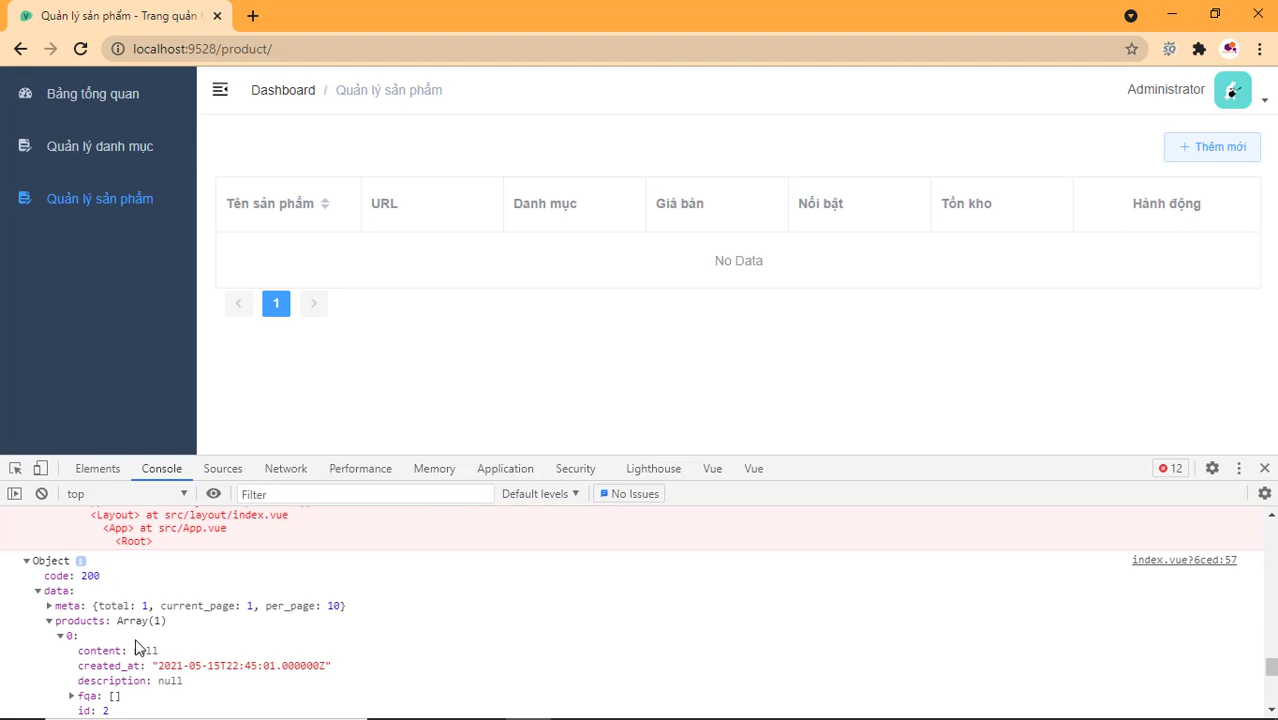 Quản lý sản phẩm - Trang quản lý
localhost:9528/product/
Bảng tổng quan
Quản lý danh mục
Quản lý sản phẩm
Dashboard / Quản lý sản phẩm
Administrator
+ Thêm mới
Tên sản phẩm URL Danh mục Giá bán Nổi bật Tồn kho Hành động
No Data
1
Elements Console Sources Network Performance Memory Application Security Lighthouse Vue Vue 12
top Filter Default levels No Issues
<Layout> at src/layout/index.vue
<App> at src/App.vue
<Root>
Object index.vue?6ced:57
code: 200
data:
meta: {total: 1, current_page: 1, per_page: 10}
products: Array(1)
0:
content:
created_at: "2021-05-15T22:45:01.000000Z"
description: null
fqa: []
id: 2